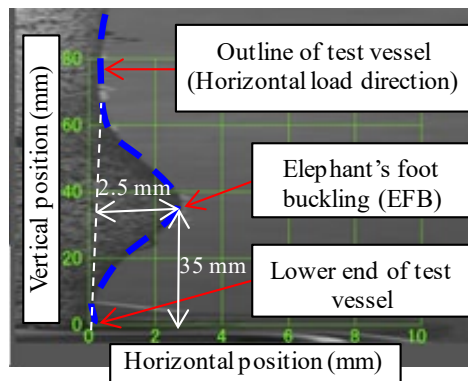 Outline of test vessel
(Horizontal load direction)
80
60
Elephant's foot
buckling (EFB)
2.5 mm
40
Vertical position (mm)
35 mm
20
Lower end of test
vessel
0
0
2
4
6
8
10
Horizontal position (mm)